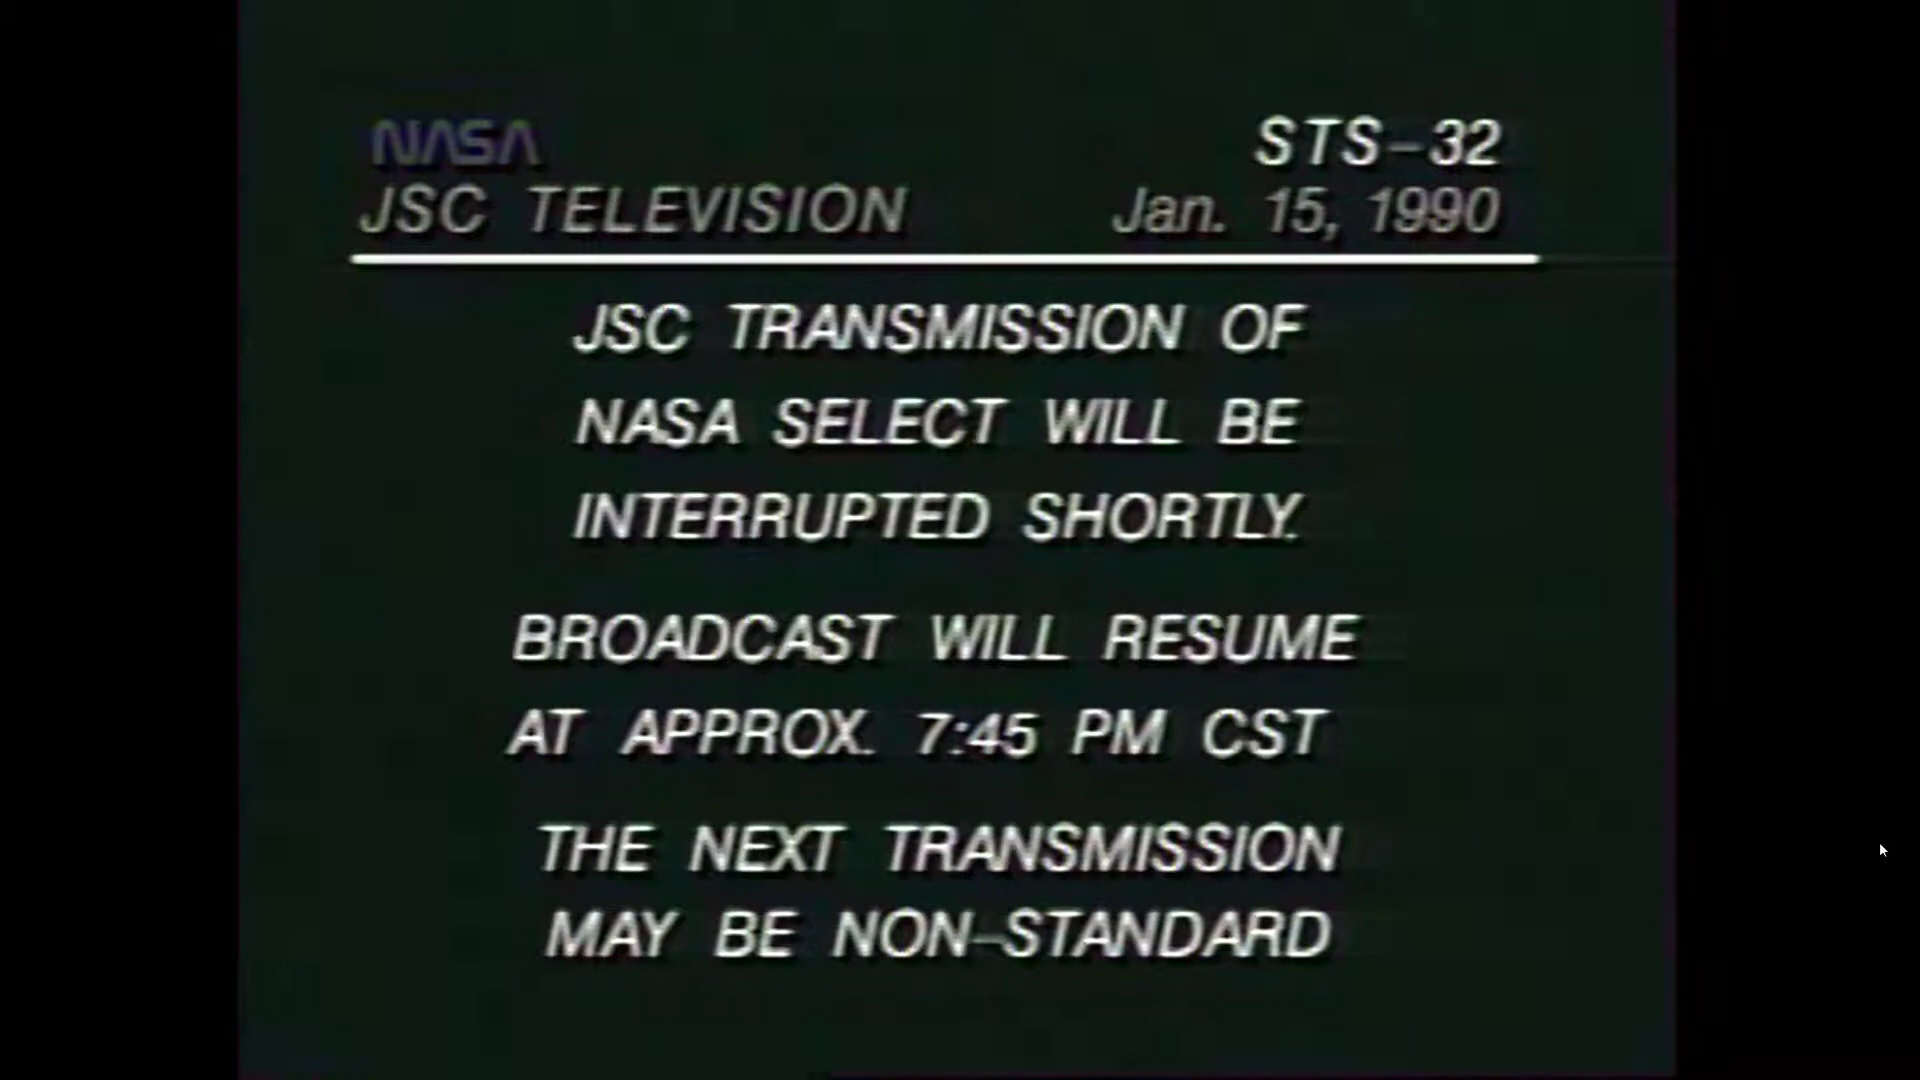 NASA STS-32
JSC TELEVISION Jan. 15, 1990
JSC TRANSMISSION OF
NASA SELECT WILL BE
INTERRUPTED SHORTLY.
BROADCAST WILL RESUME
AT APPROX. 7:45 PM CST
THE NEXT TRANSMISSION
MAY BE NON-STANDARD